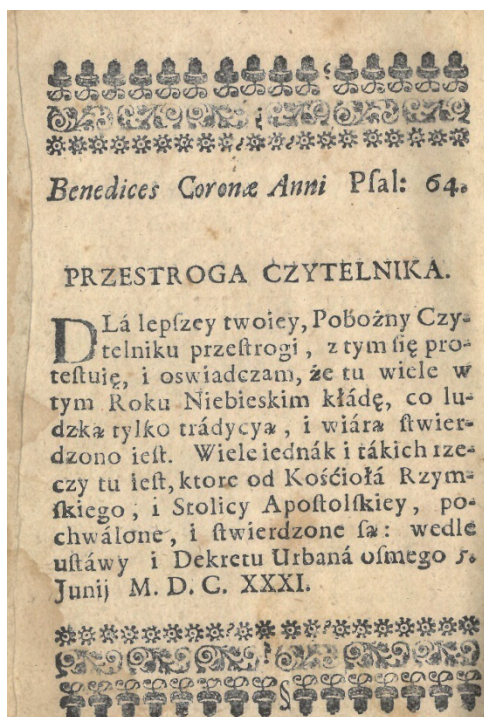 Benedices Coronæ Anni Pſal: 64.
PRZESTROGA CZYTELNIKA.
DLá lepſzey twoiey, Pobożny Czy-
telniku przeſtrogi, z tym ſię pro-
teſtuię, i oswiadczam, że tu wiele w
tym Roku Niebieskim kłádę, co lu-
dzką tylko trádycyą, i wiárą ſtwier-
dzono ieſt. Wiele iednák i tákich rze-
czy tu ieſt, ktore od Kośćiołá Rzym-
ſkiego, i Stolicy Apoſtolſkiey, po-
chwálone, i ſtwierdzone ſą: wedle
uſtáwy i Dekretu Urbaná oſmego 5.
Junij M. D. C. XXXI.